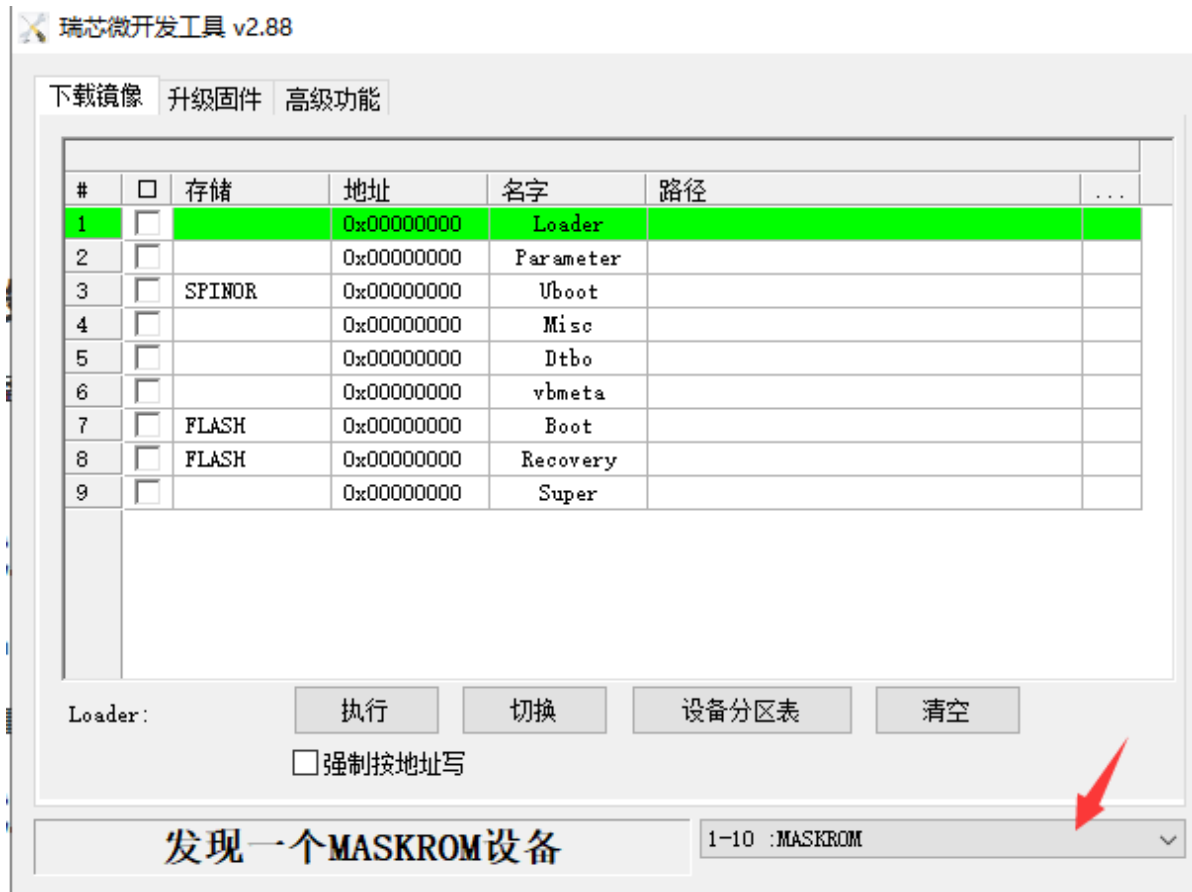 瑞芯微开发工具 v2.88
下载镜像 升级固件 高级功能
# 存储 地址 名字 路径 ...
1 0x00000000 Loader
2 0x00000000 Parameter
3 SPINOR 0x00000000 Uboot
4 0x00000000 Misc
5 0x00000000 Dtbo
6 0x00000000 vbmeta
7 FLASH 0x00000000 Boot
8 FLASH 0x00000000 Recovery
9 0x00000000 Super
Loader: 执行 切换 设备分区表 清空
强制按地址写
发现一个MASKROM设备 1-10 :MASKROM